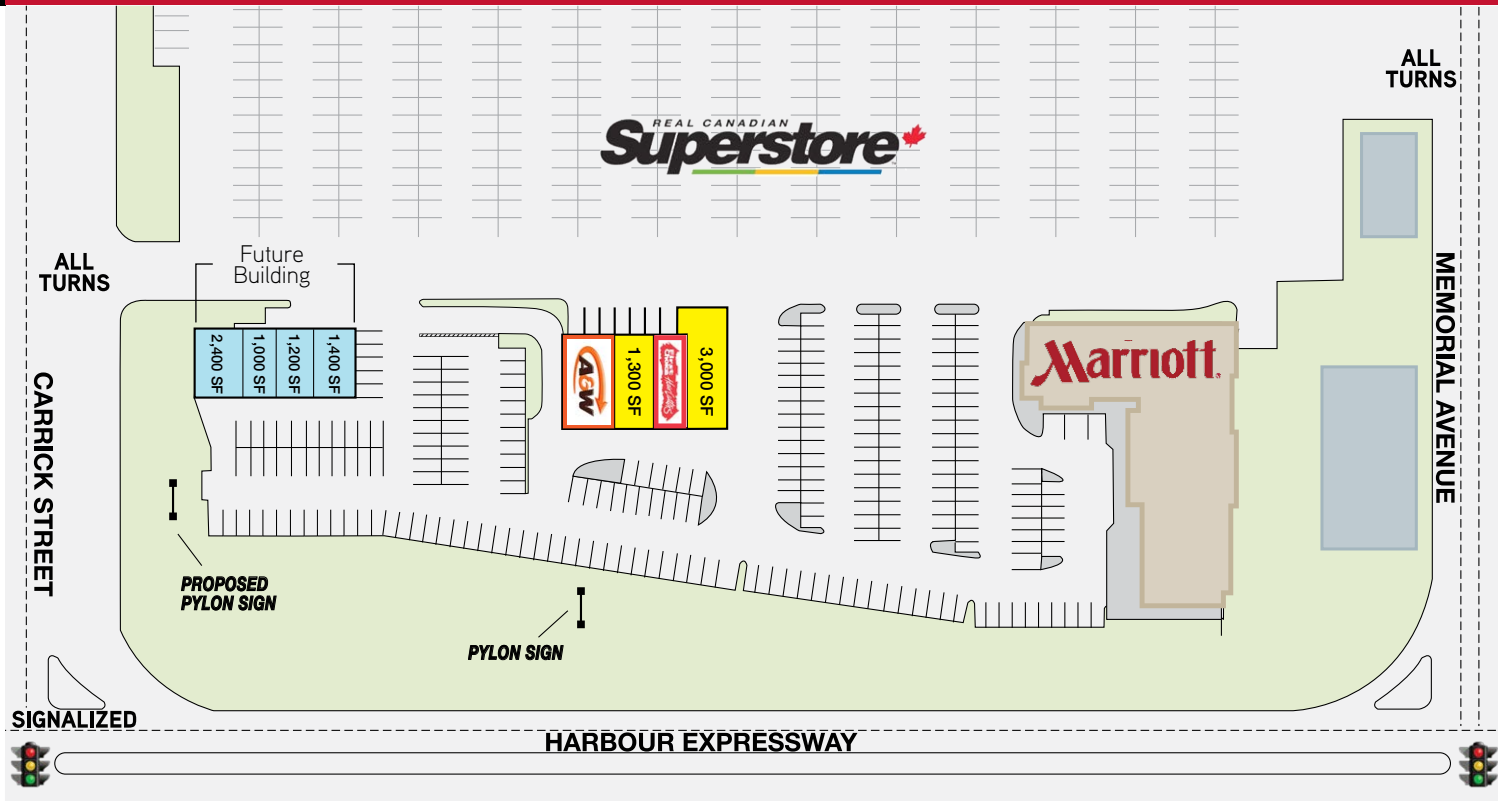 ALL
TURNS
REAL CANADIAN
Superstore
ALL
TURNS
Future
Building
2,400 SF
1,000 SF
1,200 SF
1,400 SF
A&W
1,300 SF
3,000 SF
Marriott
CARRICK STREET
MEMORIAL AVENUE
PROPOSED
PYLON SIGN
PYLON SIGN
SIGNALIZED
HARBOUR EXPRESSWAY